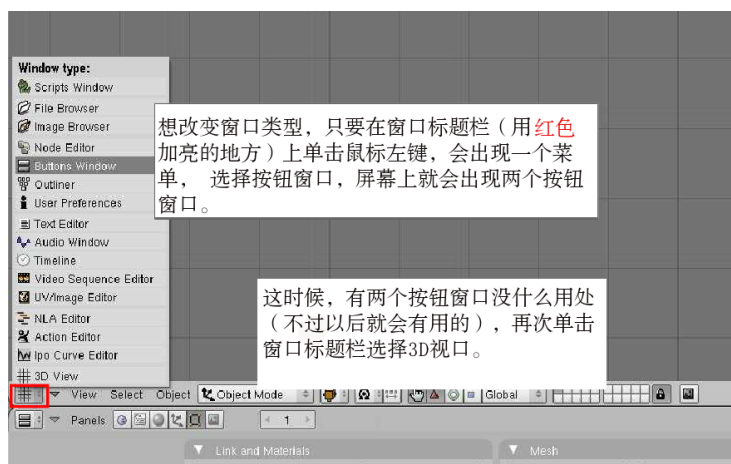 Window type:
Scripts Window
File Browser
Image Browser
Node Editor
Buttons Window
Outliner
User Preferences
Text Editor
Audio Window
Timeline
Video Sequence Editor
UV/Image Editor
NLA Editor
Action Editor
Ipo Curve Editor
3D View
想改变窗口类型，只要在窗口标题栏（用红色
加亮的地方）上单击鼠标左键，会出现一个菜
单， 选择按钮窗口，屏幕上就会出现两个按钮
窗口。
这时候，有两个按钮窗口没什么用处
（不过以后就会有用的），再次单击
窗口标题栏选择3D视口。
View Select Object Object Mode Global
Panels 1
Link and Materials Mesh